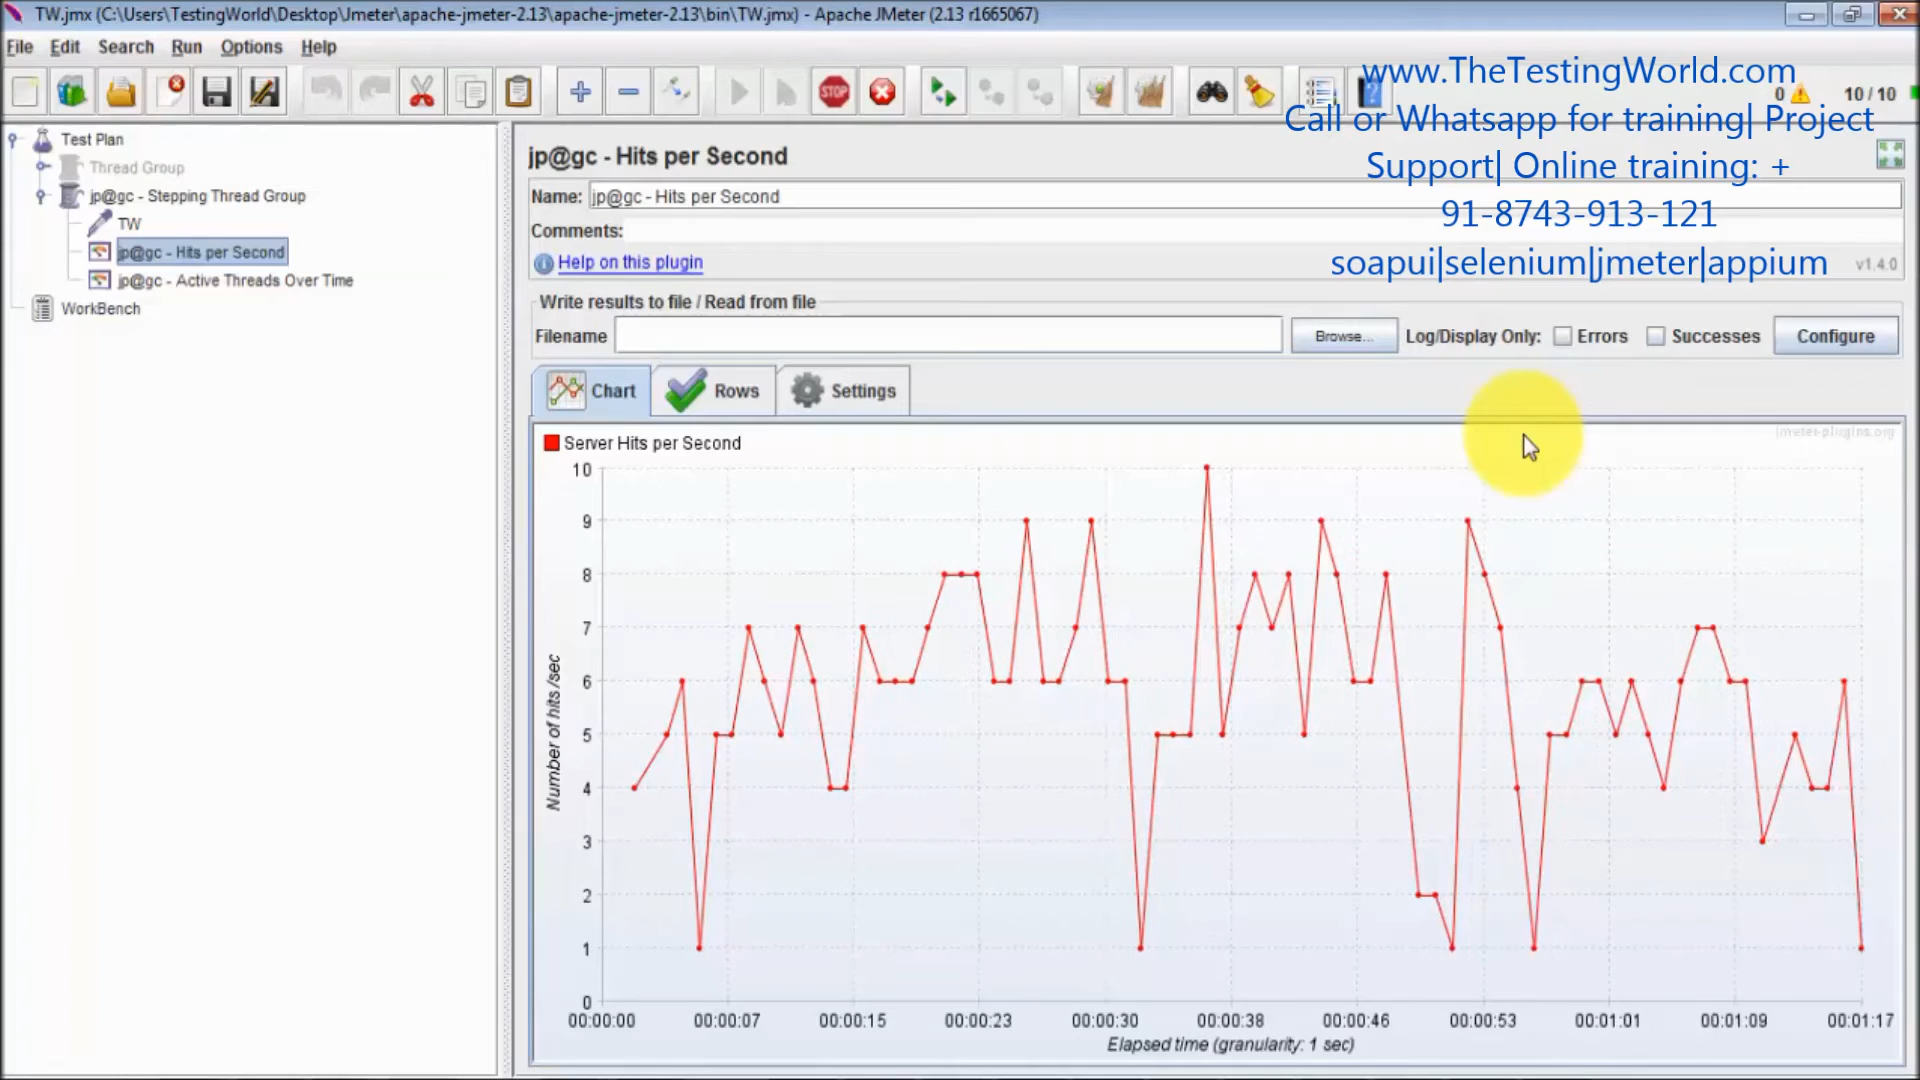 TW.jmx (C:\Users\TestingWorld\Desktop\Jmeter\apache-jmeter-2.13\apache-jmeter-2.13\bin\TW.jmx) - Apache JMeter (2.13 r1665067)
File Edit Search Run Options Help
STOP
0 10 / 10
www.TheTestingWorld.com
Call or Whatsapp for training| Project
Support| Online training: +
91-8743-913-121
soapui|selenium|jmeter|appium
Test Plan
Thread Group
jp@gc - Stepping Thread Group
TW
jp@gc - Hits per Second
jp@gc - Active Threads Over Time
WorkBench
jp@gc - Hits per Second
Name: jp@gc - Hits per Second
Comments:
Help on this plugin
v1.4.0
Write results to file / Read from file
Filename Browse... Log/Display Only: Errors Successes Configure
Chart Rows Settings
jmeter-plugins.org
Server Hits per Second
10
9
8
7
6
5
4
3
2
1
0
Number of hits /sec
00:00:00 00:00:07 00:00:15 00:00:23 00:00:30 00:00:38 00:00:46 00:00:53 00:01:01 00:01:09 00:01:17
Elapsed time (granularity: 1 sec)